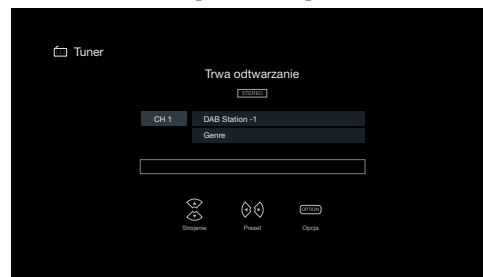 Tuner
Trwa odtwarzanie
STEREO
CH 1 DAB Station -1
Genre
OPTION
Strojenie Preset Opcja